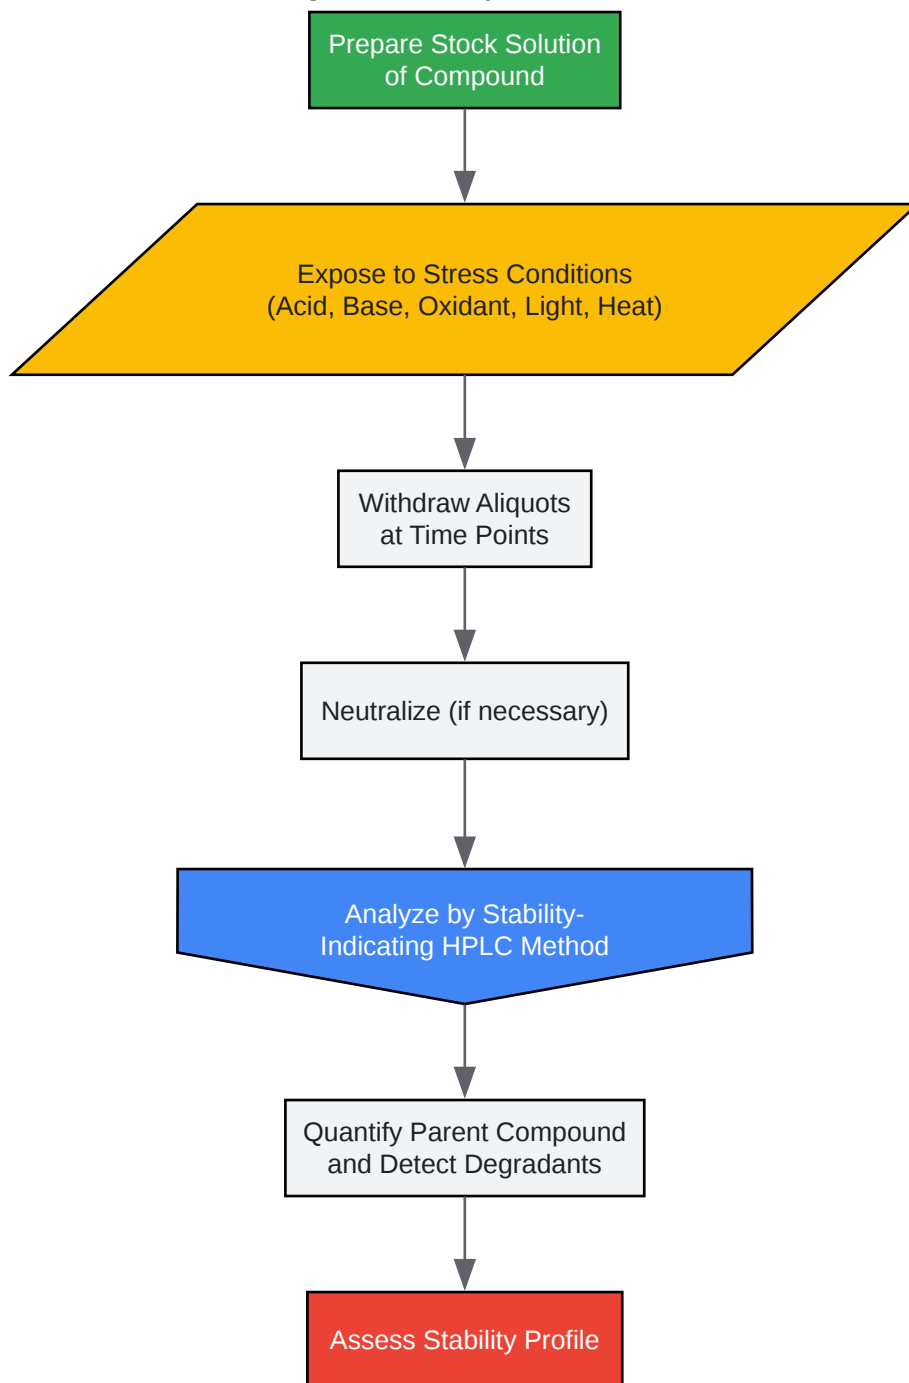 Prepare Stock Solution
of Compound
Expose to Stress Conditions
(Acid, Base, Oxidant, Light, Heat)
Withdraw Aliquots
at Time Points
Neutralize (if necessary)
Analyze by Stability-
Indicating HPLC Method
Quantify Parent Compound
and Detect Degradants
Assess Stability Profile